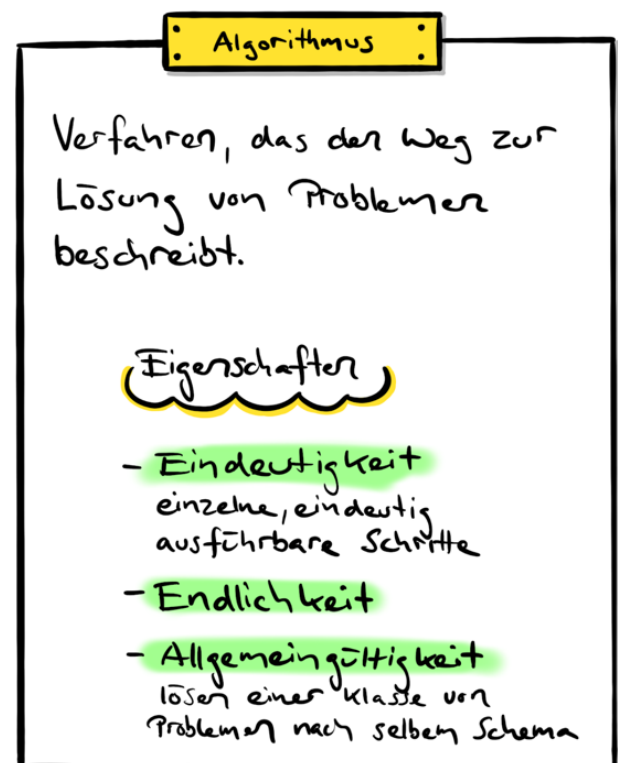 Algorithmus
Verfahren, das den Weg zur
Lösung von Problemen
beschreibt.
Eigenschaften
- Eindeutigkeit
einzelne, eindeutig
ausführbare Schritte
- Endlichkeit
- Allgemeingültigkeit
lösen einer Klasse von
Problemen nach selbem Schema